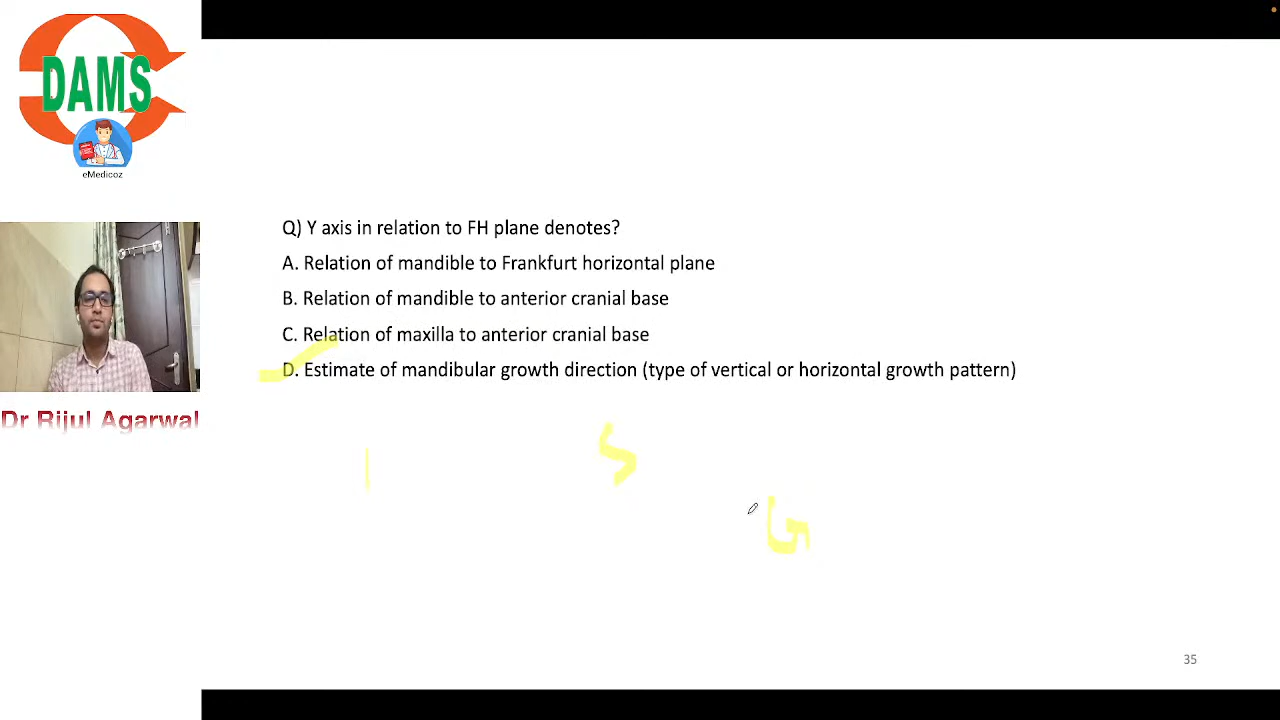 DAMS
eMedicoz
Q) Y axis in relation to FH plane denotes?
A. Relation of mandible to Frankfurt horizontal plane
B. Relation of mandible to anterior cranial base
C. Relation of maxilla to anterior cranial base
D. Estimate of mandibular growth direction (type of vertical or horizontal growth pattern)
Dr Rijul Agarwal
S
G
35